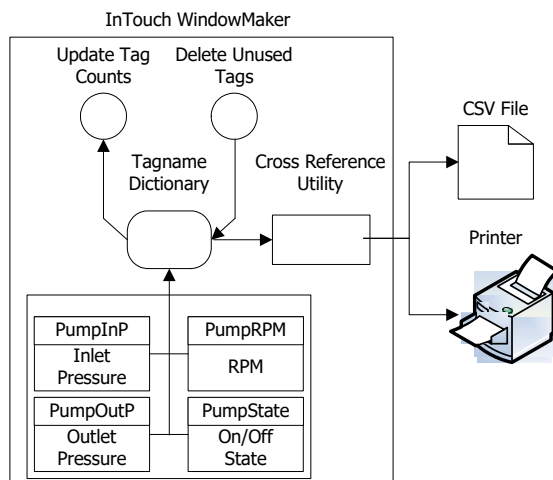 InTouch WindowMaker
Update Tag
Counts
Delete Unused
Tags
CSV File
Tagname
Dictionary
Cross Reference
Utility
Printer
PumpInP
Inlet
Pressure
PumpRPM
RPM
PumpOutP
Outlet
Pressure
PumpState
On/Off
State